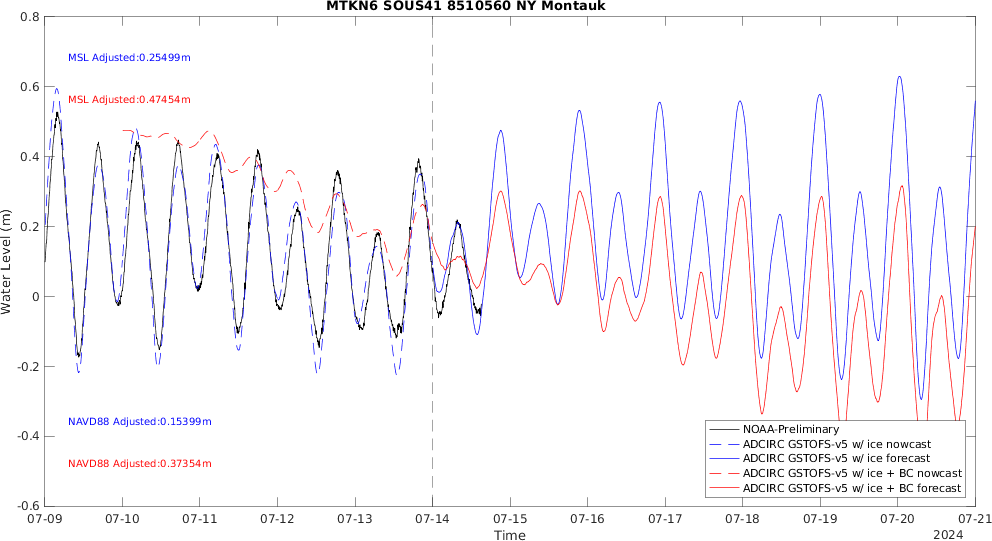 MTKN6 SOUS41 8510560 NY Montauk
0.8
0.6
0.4
0.2
0
-0.2
-0.4
-0.6
Water Level (m)
MSL Adjusted:0.25499m
MSL Adjusted:0.47454m
NAVD88 Adjusted:0.15399m
NAVD88 Adjusted:0.37354m
NOAA-Preliminary
ADCIRC GSTOFS-v5 w/ ice nowcast
ADCIRC GSTOFS-v5 w/ ice forecast
ADCIRC GSTOFS-v5 w/ ice + BC nowcast
ADCIRC GSTOFS-v5 w/ ice + BC forecast
07-09 07-10 07-11 07-12 07-13 07-14 07-15 07-16 07-17 07-18 07-19 07-20 07-21
Time
2024